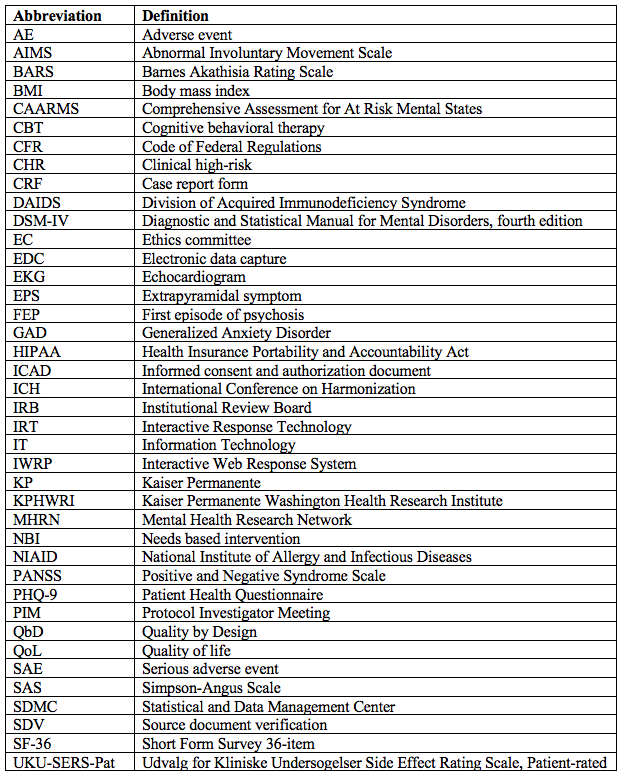 Abbreviation Definition
AE Adverse event
AIMS Abnormal Involuntary Movement Scale
BARS Barnes Akathisia Rating Scale
BMI Body mass index
CAARMS Comprehensive Assessment for At Risk Mental States
CBT Cognitive behavioral therapy
CFR Code of Federal Regulations
CHR Clinical high-risk
CRF Case report form
DAIDS Division of Acquired Immunodeficiency Syndrome
DSM-IV Diagnostic and Statistical Manual for Mental Disorders, fourth edition
EC Ethics committee
EDC Electronic data capture
EKG Echocardiogram
EPS Extrapyramidal symptom
FEP First episode of psychosis
GAD Generalized Anxiety Disorder
HIPAA Health Insurance Portability and Accountability Act
ICAD Informed consent and authorization document
ICH International Conference on Harmonization
IRB Institutional Review Board
IRT Interactive Response Technology
IT Information Technology
IWRP Interactive Web Response System
KP Kaiser Permanente
KPHWRI Kaiser Permanente Washington Health Research Institute
MHRN Mental Health Research Network
NBI Needs based intervention
NIAID National Institute of Allergy and Infectious Diseases
PANSS Positive and Negative Syndrome Scale
PHQ-9 Patient Health Questionnaire
PIM Protocol Investigator Meeting
QbD Quality by Design
QoL Quality of life
SAE Serious adverse event
SAS Simpson-Angus Scale
SDMC Statistical and Data Management Center
SDV Source document verification
SF-36 Short Form Survey 36-item
UKU-SERS-Pat Udvalg for Kliniske Undersogelser Side Effect Rating Scale, Patient-rated